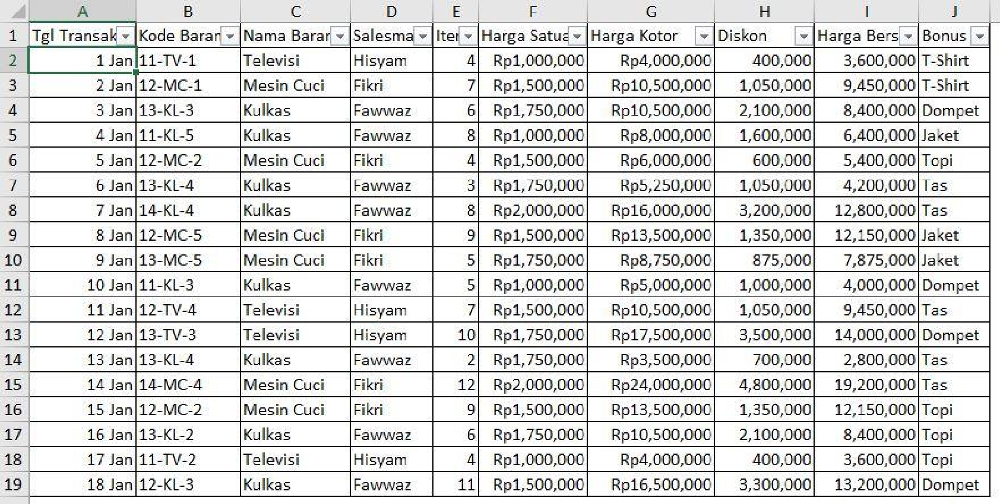 A B C D E F G H I J
1 Tgl Transak Kode Baran Nama Baran Salesma Iten Harga Satua Harga Kotor Diskon Harga Bers Bonus
2 1 Jan 11-TV-1 Televisi Hisyam 4 Rp1,000,000 Rp4,000,000 400,000 3,600,000 T-Shirt
3 2 Jan 12-MC-1 Mesin Cuci Fikri 7 Rp1,500,000 Rp10,500,000 1,050,000 9,450,000 T-Shirt
4 3 Jan 13-KL-3 Kulkas Fawwaz 6 Rp1,750,000 Rp10,500,000 2,100,000 8,400,000 Dompet
5 4 Jan 11-KL-5 Kulkas Fawwaz 8 Rp1,000,000 Rp8,000,000 1,600,000 6,400,000 Jaket
6 5 Jan 12-MC-2 Mesin Cuci Fikri 4 Rp1,500,000 Rp6,000,000 600,000 5,400,000 Topi
7 6 Jan 13-KL-4 Kulkas Fawwaz 3 Rp1,750,000 Rp5,250,000 1,050,000 4,200,000 Tas
8 7 Jan 14-KL-4 Kulkas Fawwaz 8 Rp2,000,000 Rp16,000,000 3,200,000 12,800,000 Tas
9 8 Jan 12-MC-5 Mesin Cuci Fikri 9 Rp1,500,000 Rp13,500,000 1,350,000 12,150,000 Jaket
10 9 Jan 13-MC-5 Mesin Cuci Fikri 5 Rp1,750,000 Rp8,750,000 875,000 7,875,000 Jaket
11 10 Jan 11-KL-3 Kulkas Fawwaz 5 Rp1,000,000 Rp5,000,000 1,000,000 4,000,000 Dompet
12 11 Jan 12-TV-4 Televisi Hisyam 7 Rp1,500,000 Rp10,500,000 1,050,000 9,450,000 Tas
13 12 Jan 13-TV-3 Televisi Hisyam 10 Rp1,750,000 Rp17,500,000 3,500,000 14,000,000 Dompet
14 13 Jan 13-KL-4 Kulkas Fawwaz 2 Rp1,750,000 Rp3,500,000 700,000 2,800,000 Tas
15 14 Jan 14-MC-4 Mesin Cuci Fikri 12 Rp2,000,000 Rp24,000,000 4,800,000 19,200,000 Tas
16 15 Jan 12-MC-2 Mesin Cuci Fikri 9 Rp1,500,000 Rp13,500,000 1,350,000 12,150,000 Topi
17 16 Jan 13-KL-2 Kulkas Fawwaz 6 Rp1,750,000 Rp10,500,000 2,100,000 8,400,000 Topi
18 17 Jan 11-TV-2 Televisi Hisyam 4 Rp1,000,000 Rp4,000,000 400,000 3,600,000 Topi
19 18 Jan 12-KL-3 Kulkas Fawwaz 11 Rp1,500,000 Rp16,500,000 3,300,000 13,200,000 Dompet